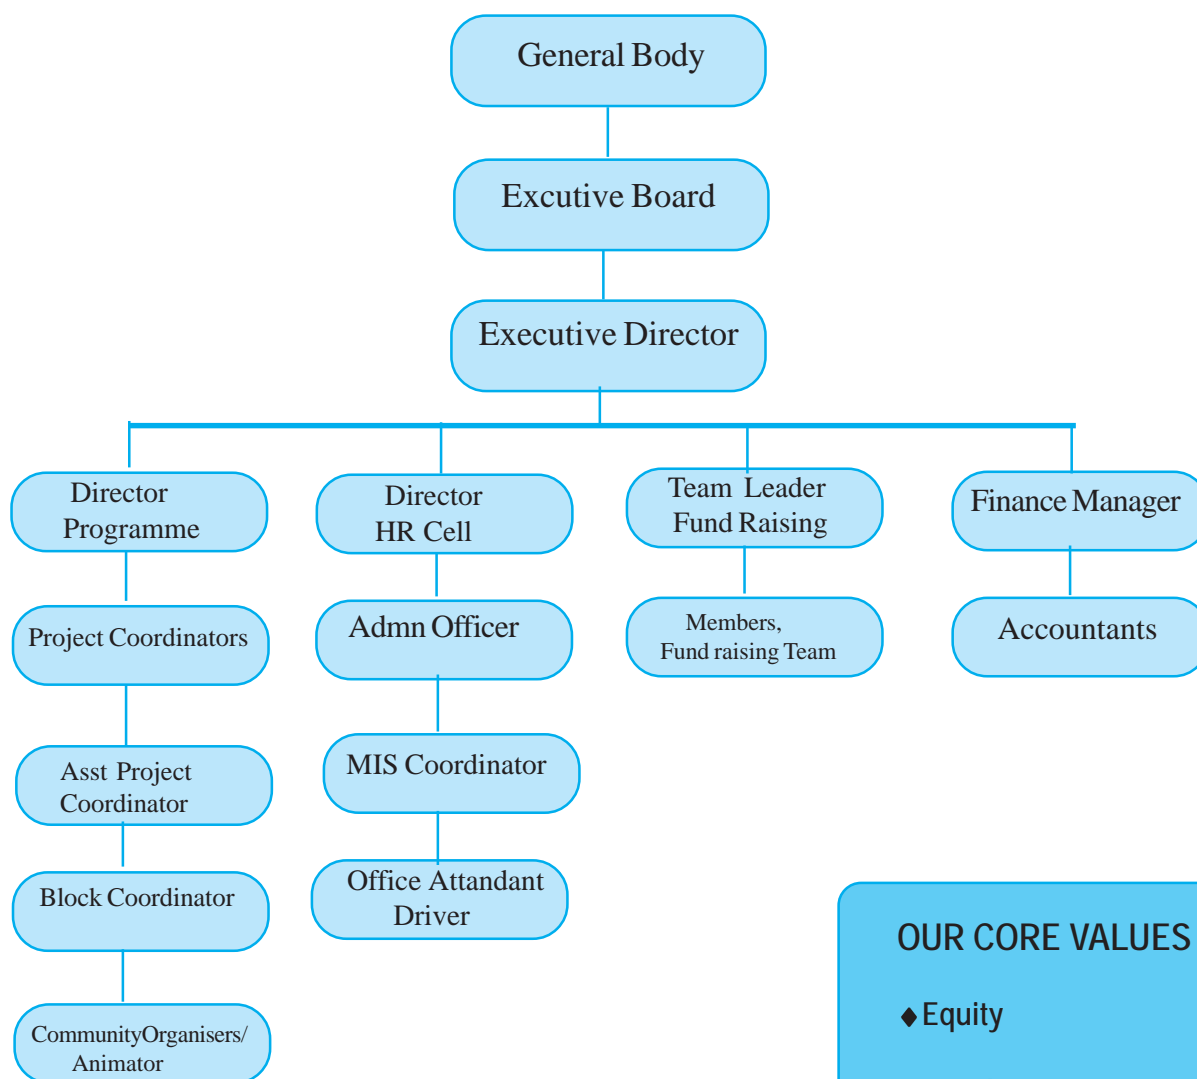 General Body
Excutive Board
Executive Director
Director
Programme
Director
HR Cell
Team Leader
Fund Raising
Finance Manager
Project Coordinators
Admn Officer
Members,
Fund raising Team
Accountants
Asst Project
Coordinator
MIS Coordinator
Block Coordinator
Office Attandant
Driver
Community Organisers/
Animator
OUR CORE VALUES
♦ Equity